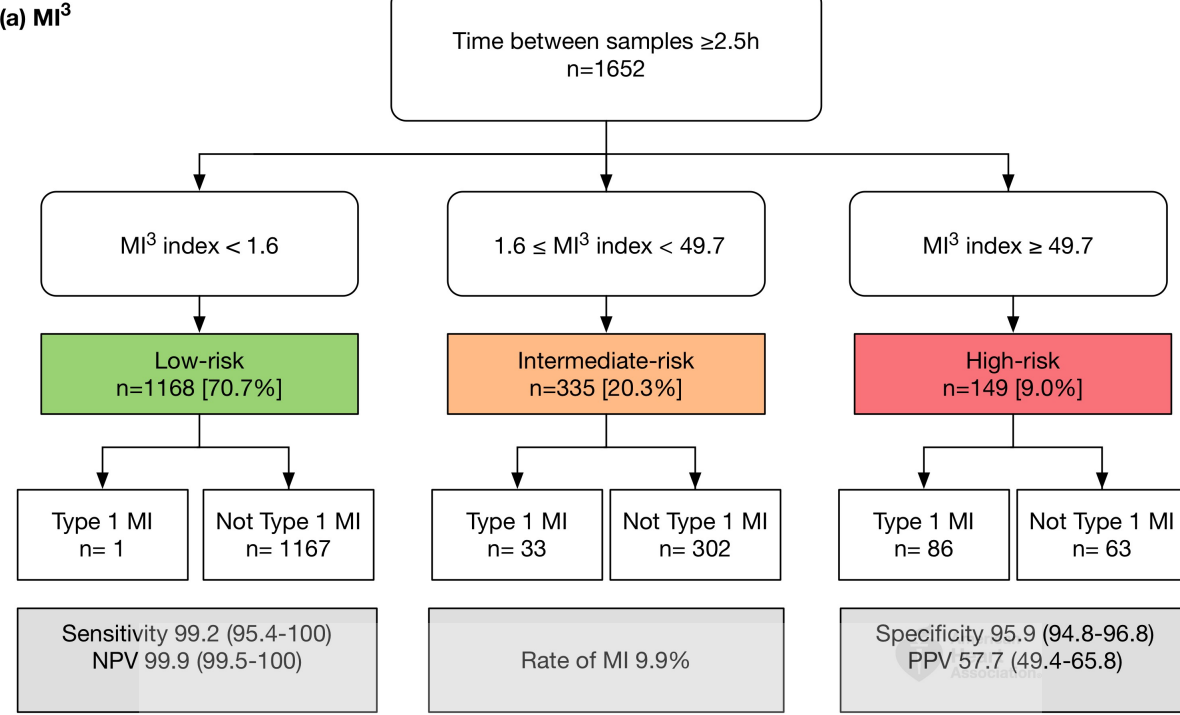 (a) MI³
Time between samples ≥2.5h
n=1652
MI³ index < 1.6
1.6 ≤ MI³ index < 49.7
MI³ index ≥ 49.7
Low-risk
n=1168 [70.7%]
Intermediate-risk
n=335 [20.3%]
High-risk
n=149 [9.0%]
Type 1 MI
n= 1
Not Type 1 MI
n= 1167
Type 1 MI
n= 33
Not Type 1 MI
n= 302
Type 1 MI
n= 86
Not Type 1 MI
n= 63
Sensitivity 99.2 (95.4-100)
NPV 99.9 (99.5-100)
Rate of MI 9.9%
Specificity 95.9 (94.8-96.8)
PPV 57.7 (49.4-65.8)
Association.